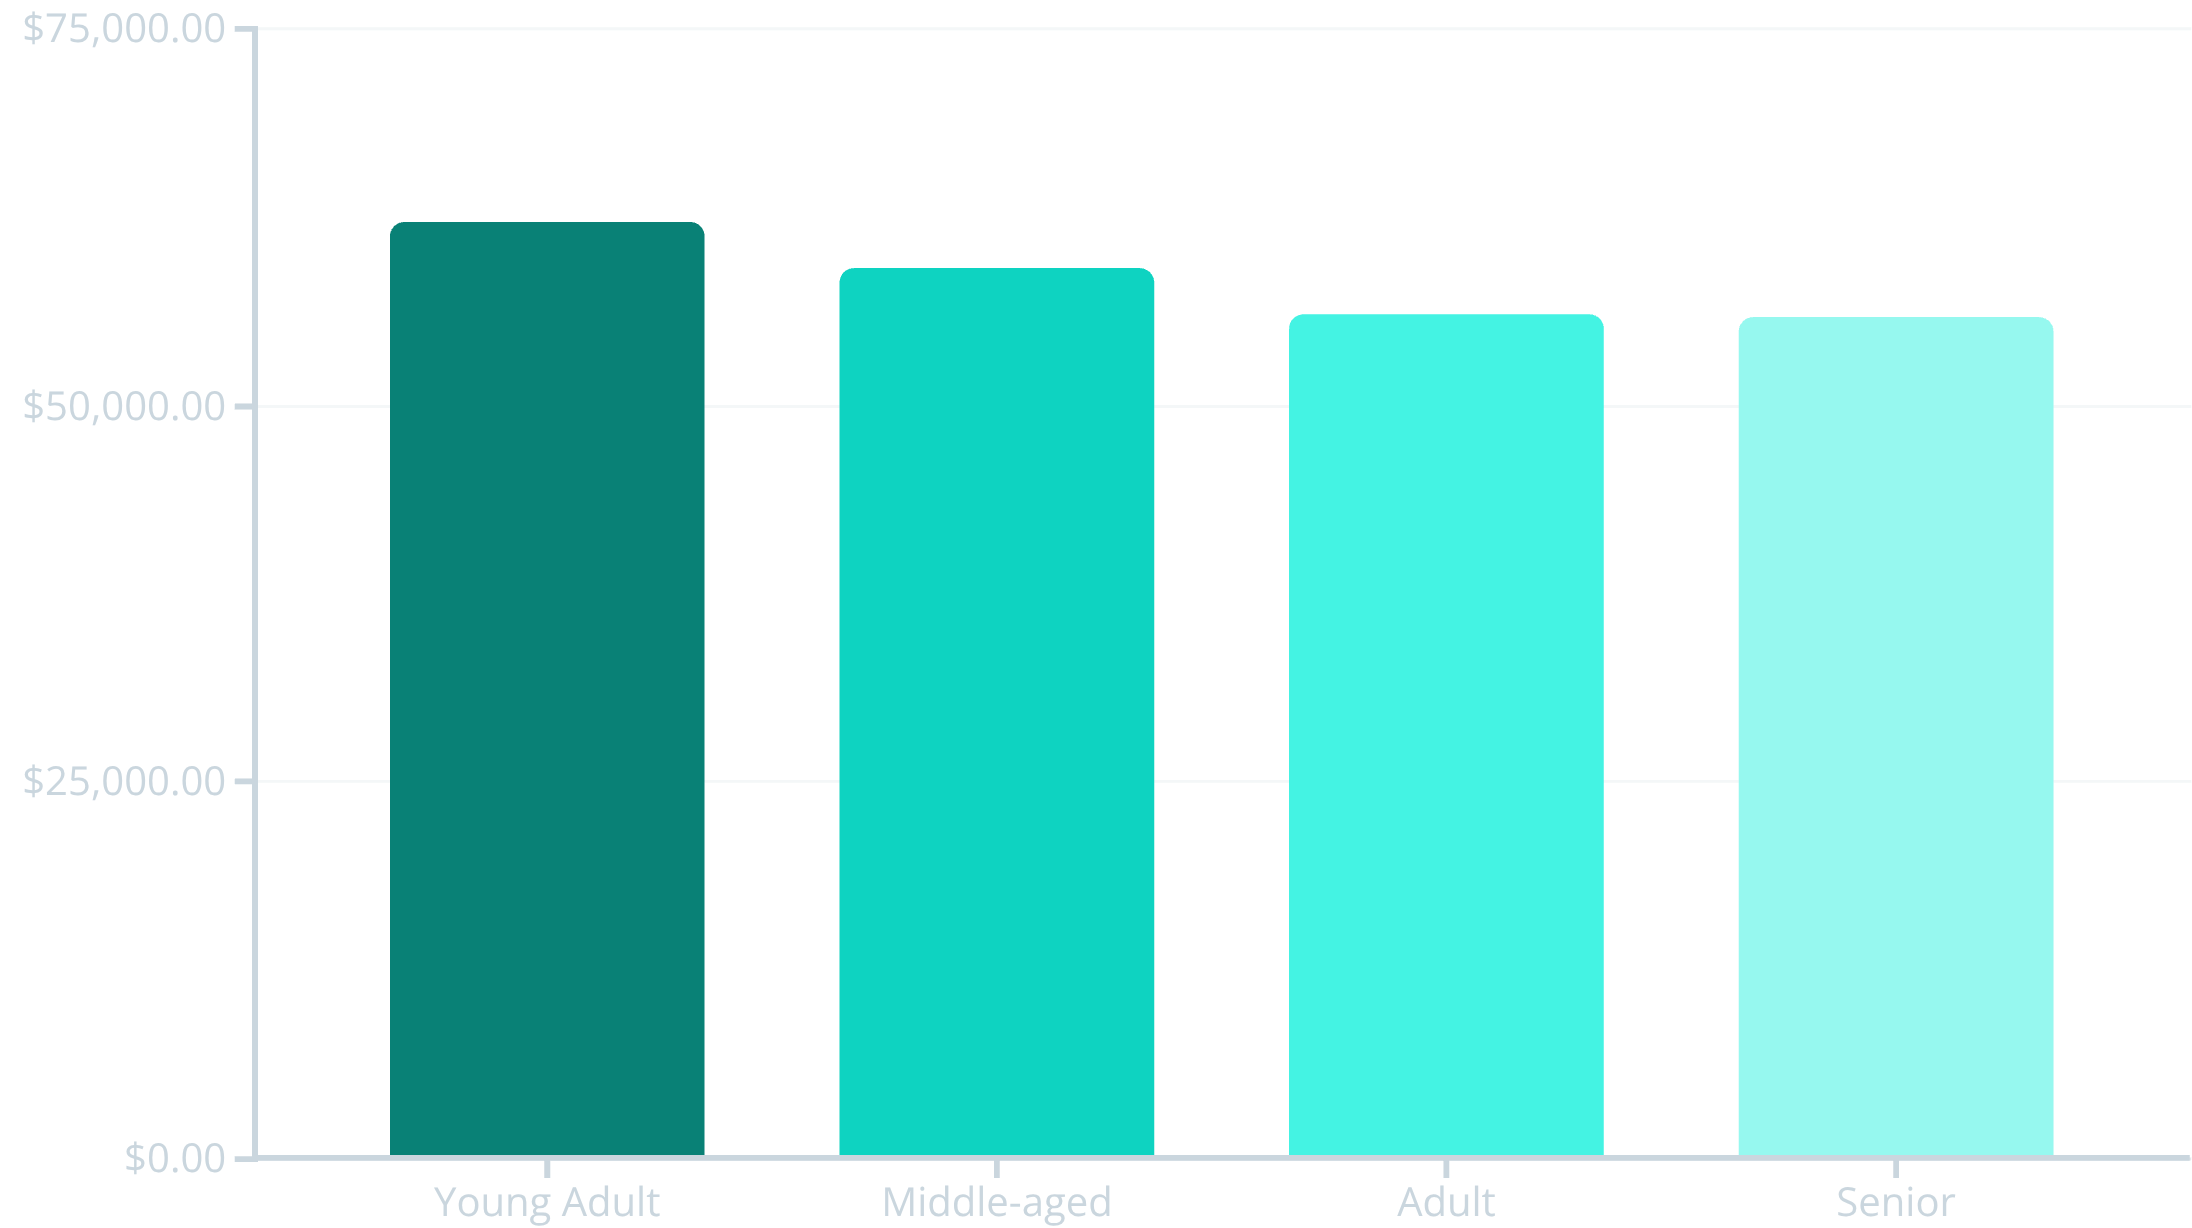 $75,000.00
$50,000.00
$25,000.00
$0.00
Young Adult
Middle-aged
Adult
Senior